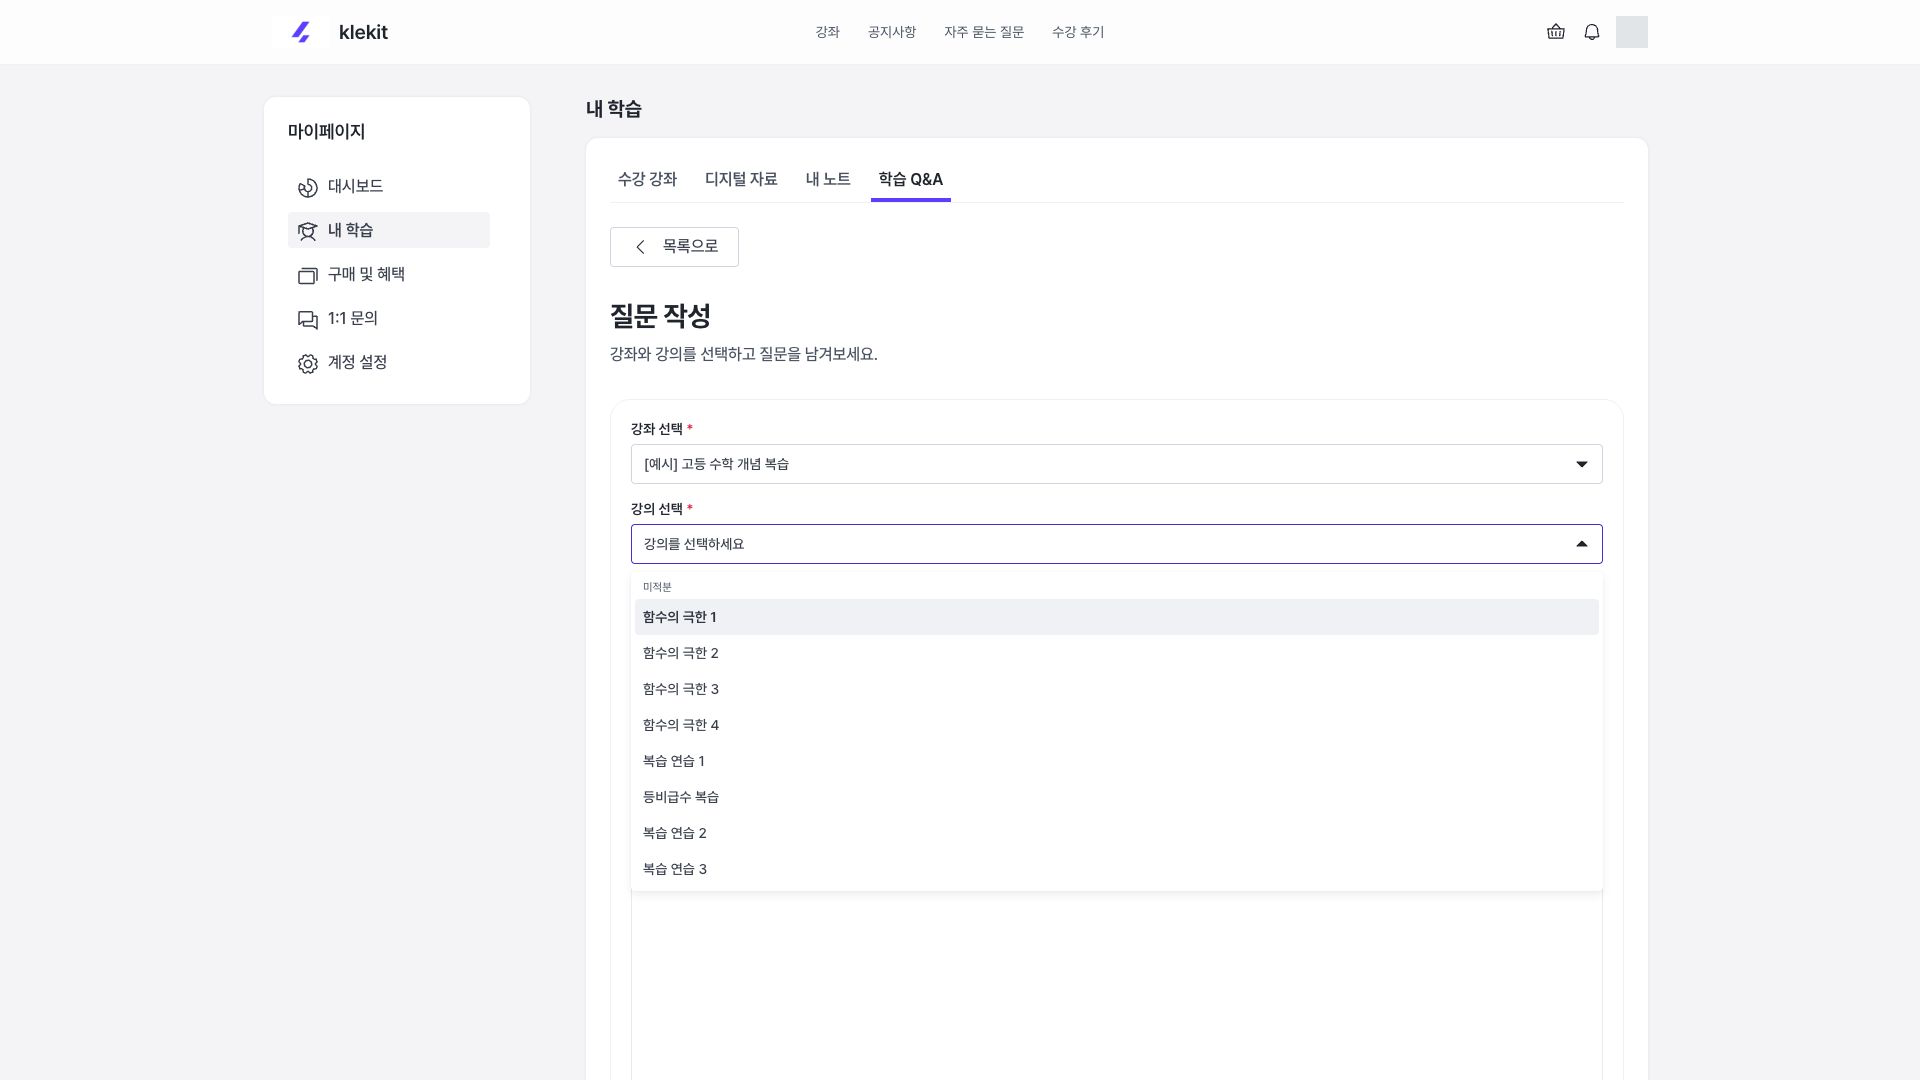 klekit
강좌
공지사항
자주 묻는 질문
수강 후기
마이페이지
대시보드
내 학습
구매 및 혜택
1:1 문의
계정 설정
내 학습
수강 강좌
디지털 자료
내 노트
학습 Q&A
목록으로
질문 작성
강좌와 강의를 선택하고 질문을 남겨보세요.
강좌 선택 *
[예시] 고등 수학 개념 복습
강의 선택 *
강의를 선택하세요
미적분
함수의 극한 1
함수의 극한 2
함수의 극한 3
함수의 극한 4
복습 연습 1
등비급수 복습
복습 연습 2
복습 연습 3